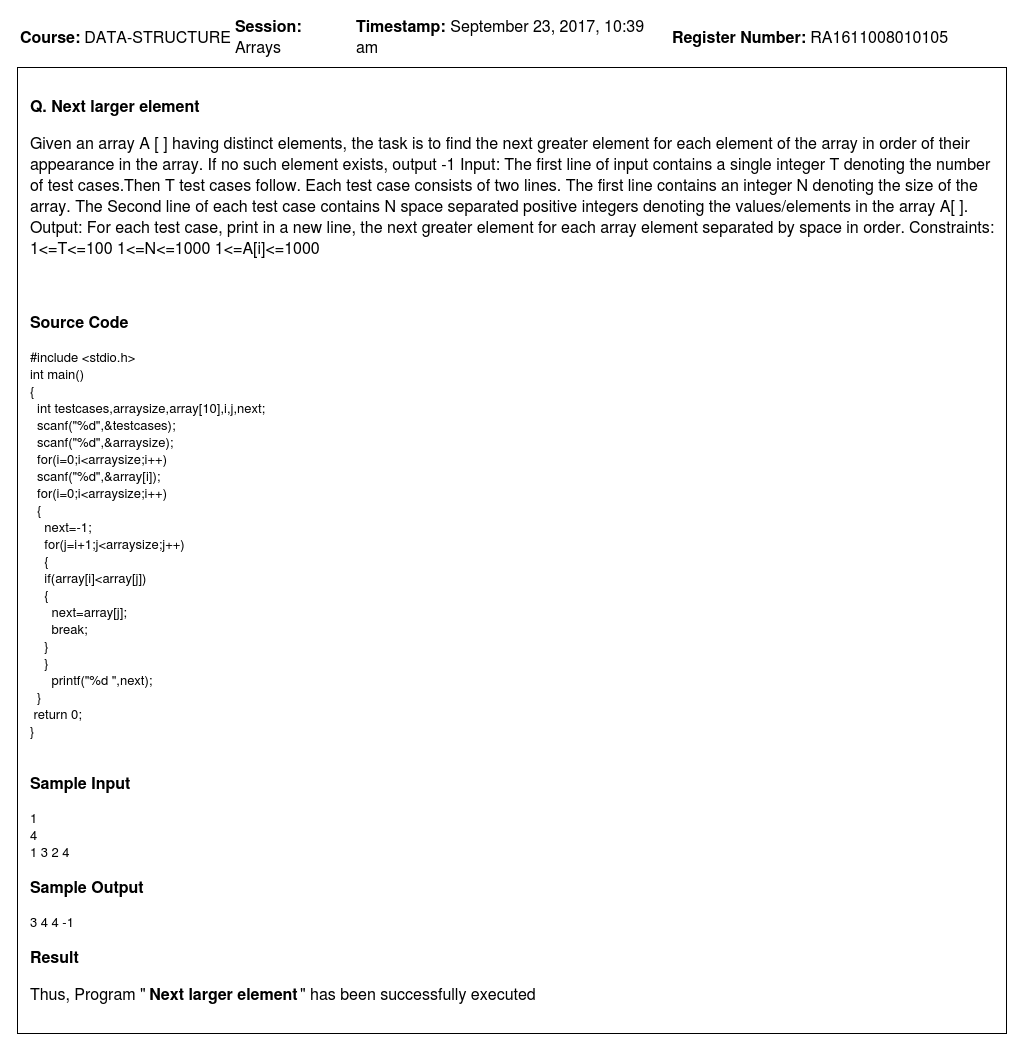 Course: DATA-STRUCTURE Session: Arrays Timestamp: September 23, 2017, 10:39 am Register Number: RA1611008010105
Q. Next larger element
Given an array A [ ] having distinct elements, the task is to find the next greater element for each element of the array in order of their
appearance in the array. If no such element exists, output -1 Input: The first line of input contains a single integer T denoting the number
of test cases.Then T test cases follow. Each test case consists of two lines. The first line contains an integer N denoting the size of the
array. The Second line of each test case contains N space separated positive integers denoting the values/elements in the array A[ ].
Output: For each test case, print in a new line, the next greater element for each array element separated by space in order. Constraints:
1<=T<=100 1<=N<=1000 1<=A[i]<=1000
Source Code
#include <stdio.h>
int main()
{
  int testcases,arraysize,array[10],i,j,next;
  scanf("%d",&testcases);
  scanf("%d",&arraysize);
  for(i=0;i<arraysize;i++)
  scanf("%d",&array[i]);
  for(i=0;i<arraysize;i++)
  {
    next=-1;
    for(j=i+1;j<arraysize;j++)
    {
    if(array[i]<array[j])
    {
      next=array[j];
      break;
    }
    }
      printf("%d ",next);
  }
 return 0;
}
Sample Input
1
4
1 3 2 4
Sample Output
3 4 4 -1
Result
Thus, Program " Next larger element " has been successfully executed